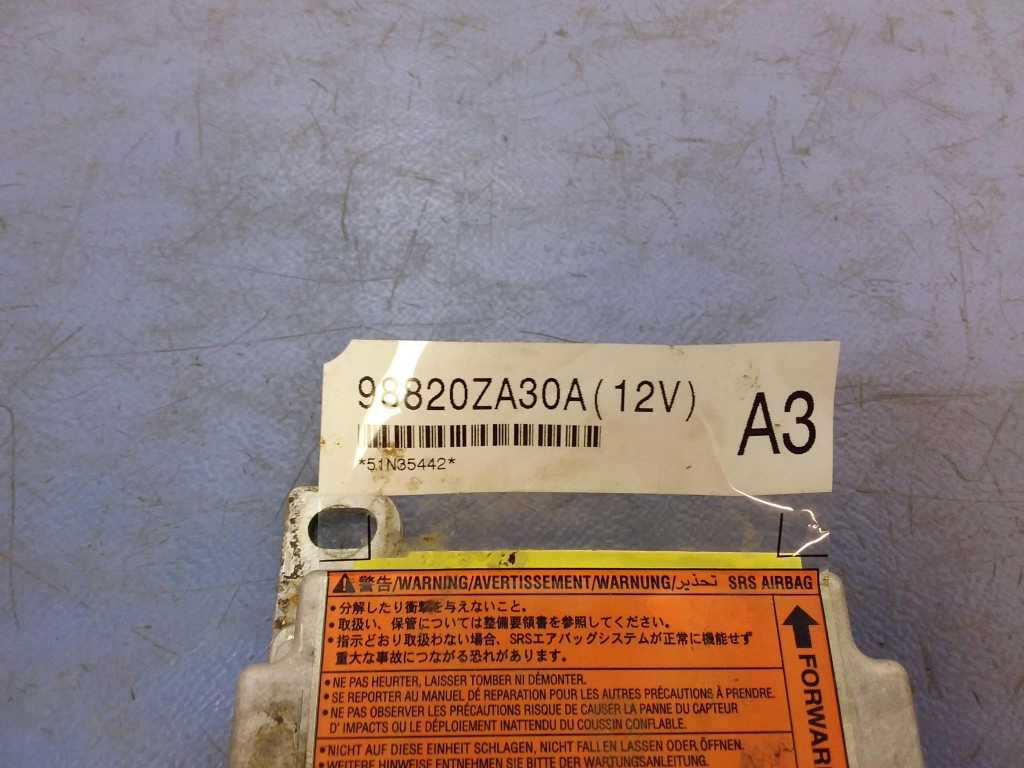 98820ZA30A(12V)
A3
*51N35442*
警告/WARNING/AVERTISSEMENT/WARNUNG/تحذير SRS AIRBAG
• 分解したり衝撃を与えないこと。
• 取扱い、保管については整備要領書を参照してください。
• 指示どおり取扱わない場合、SRSエアバッグシステムが正常に機能せず
重大な事故につながる恐れがあります。
• NE PAS HEURTER, LAISSER TOMBER NI DÉMONTER.
• SE REPORTER AU MANUEL DE RÉPARATION POUR LES AUTRES PRÉCAUTIONS À PRENDRE.
• NE PAS OBSERVER LES PRÉCAUTIONS RISQUE DE CAUSER LA PANNE DU CAPTEUR
D' IMPACTS OU LE DÉPLOIEMENT INATTENDU DU COUSSIN CONFLABLE.
• NICHT AUF DIESE EINHEIT SCHLAGEN, NICHT FALLEN LASSEN ODER ÖFFNEN.
• WEITERE HINWEISE ENTNEHMEN SIE BITTE DER WARTUNGSANLEITUNG.
FORWAR